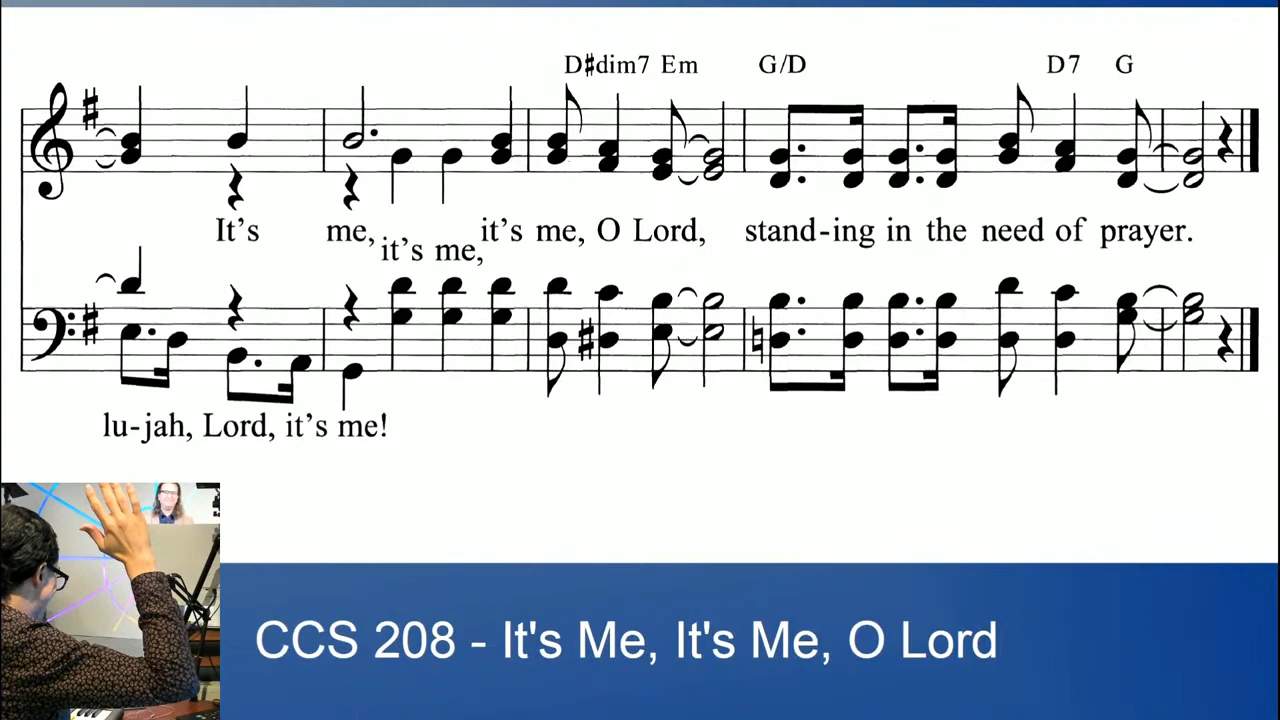 D#dim7 Em G/D D7 G
It's me, it's me, O Lord, stand-ing in the need of prayer.
it's me,
lu-jah, Lord, it's me!
CCS 208 - It's Me, It's Me, O Lord